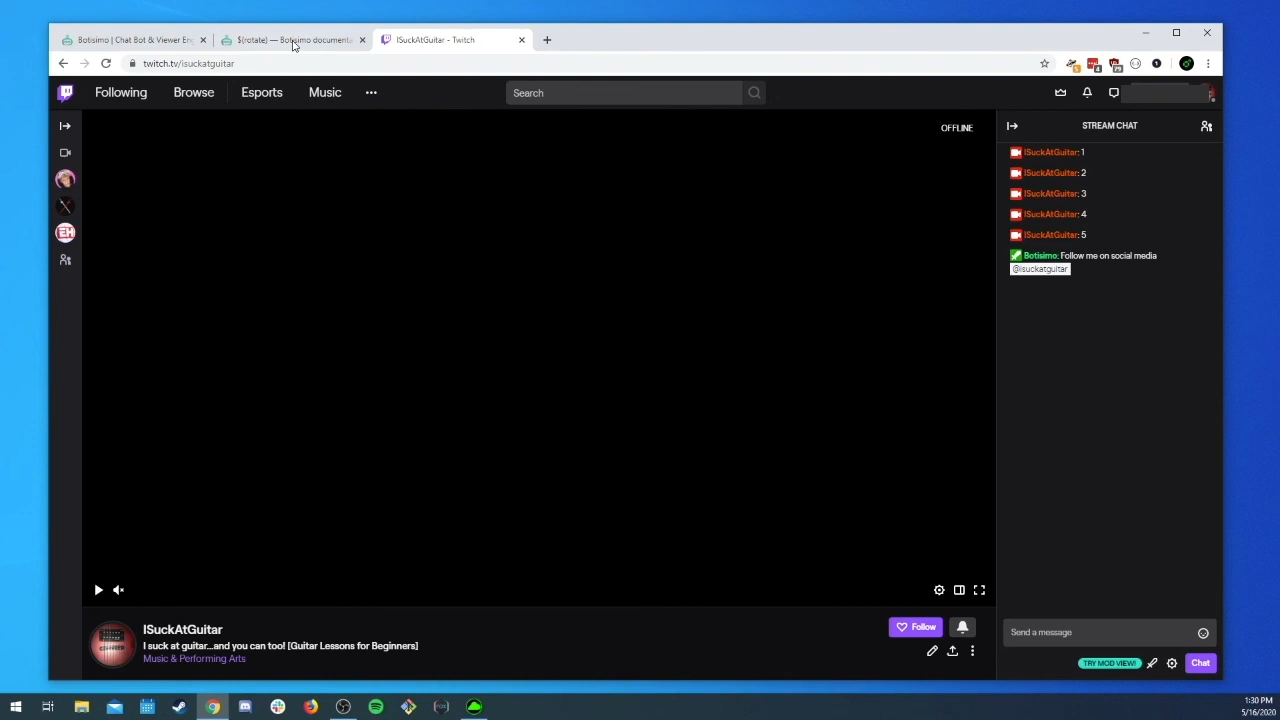 Botisimo | Chat Bot & Viewer Eng
$(rotate) — Botisimo documenta
ISuckAtGuitar - Twitch
twitch.tv/isuckatguitar
Following
Browse
Esports
Music
Search
OFFLINE
STREAM CHAT
ISuckAtGuitar: 1
ISuckAtGuitar: 2
ISuckAtGuitar: 3
ISuckAtGuitar: 4
ISuckAtGuitar: 5
Botisimo: Follow me on social media
@isuckatguitar
ISuckAtGuitar
I suck at guitar...and you can too! [Guitar Lessons for Beginners]
Music & Performing Arts
Follow
Send a message
TRY MOD VIEW!
Chat
1:30 PM
5/16/2020